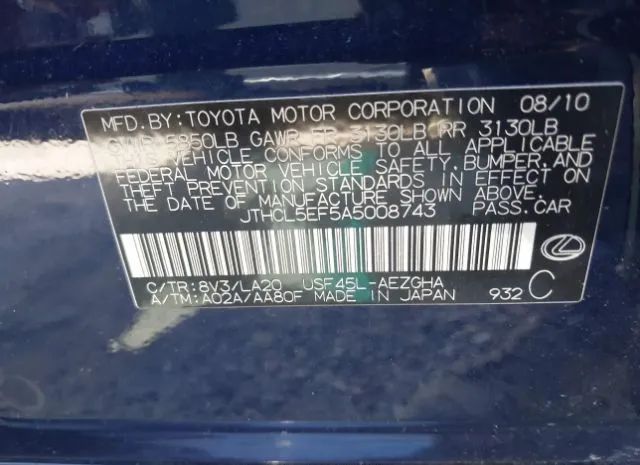 MFD.BY:TOYOTA MOTOR CORPORATION 08/10
GVWR 5850LB GAWR FR 3130LB RR 3130LB
THIS VEHICLE CONFORMS TO ALL APPLICABLE
FEDERAL MOTOR VEHICLE SAFETY,BUMPER,AND
THEFT PREVENTION STANDARDS IN EFFECT ON
THE DATE OF MANUFACTURE SHOWN ABOVE.
JTHCL5EF5A5008743 PASS.CAR
C/TR:8V3/LA20 USF45L-AEZGHA
A/TM:A02A/AA80F MADE IN JAPAN 932 C